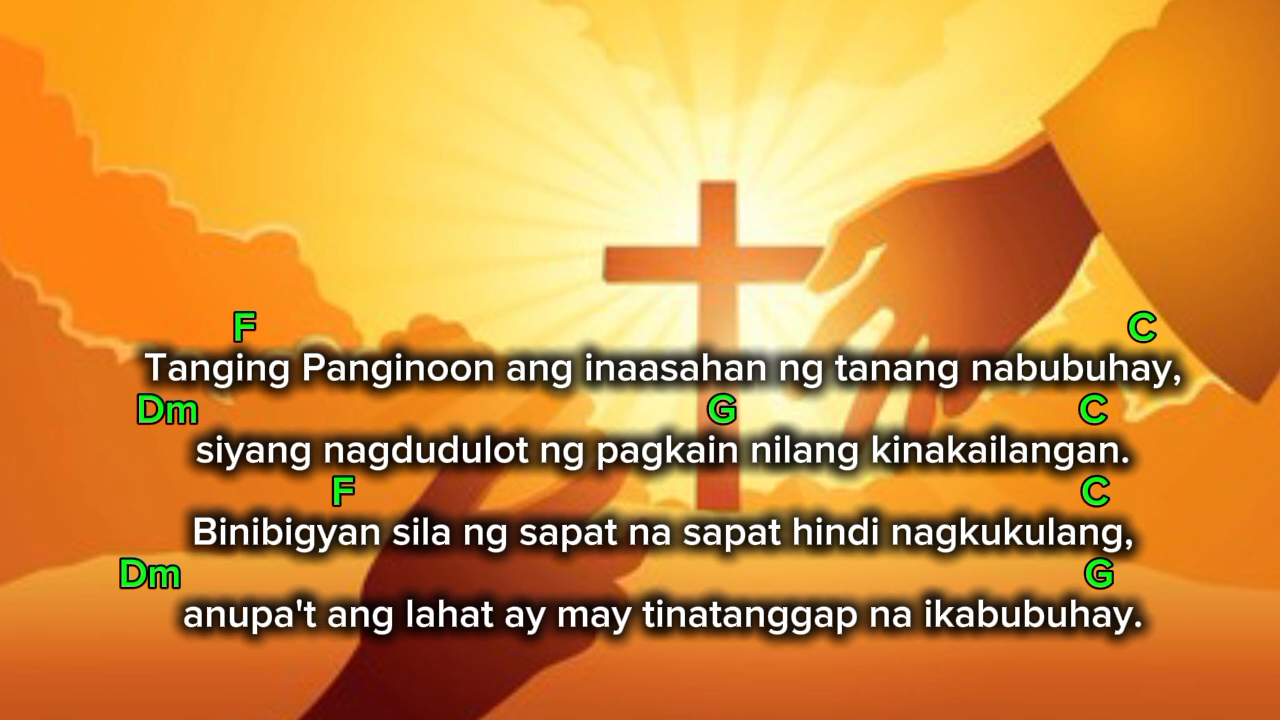 F C
Tanging Panginoon ang inaasahan ng tanang nabubuhay,
Dm G C
siyang nagdudulot ng pagkain nilang kinakailangan.
F C
Binibigyan sila ng sapat na sapat hindi nagkukulang,
Dm G
anupa't ang lahat ay may tinatanggap na ikabubuhay.